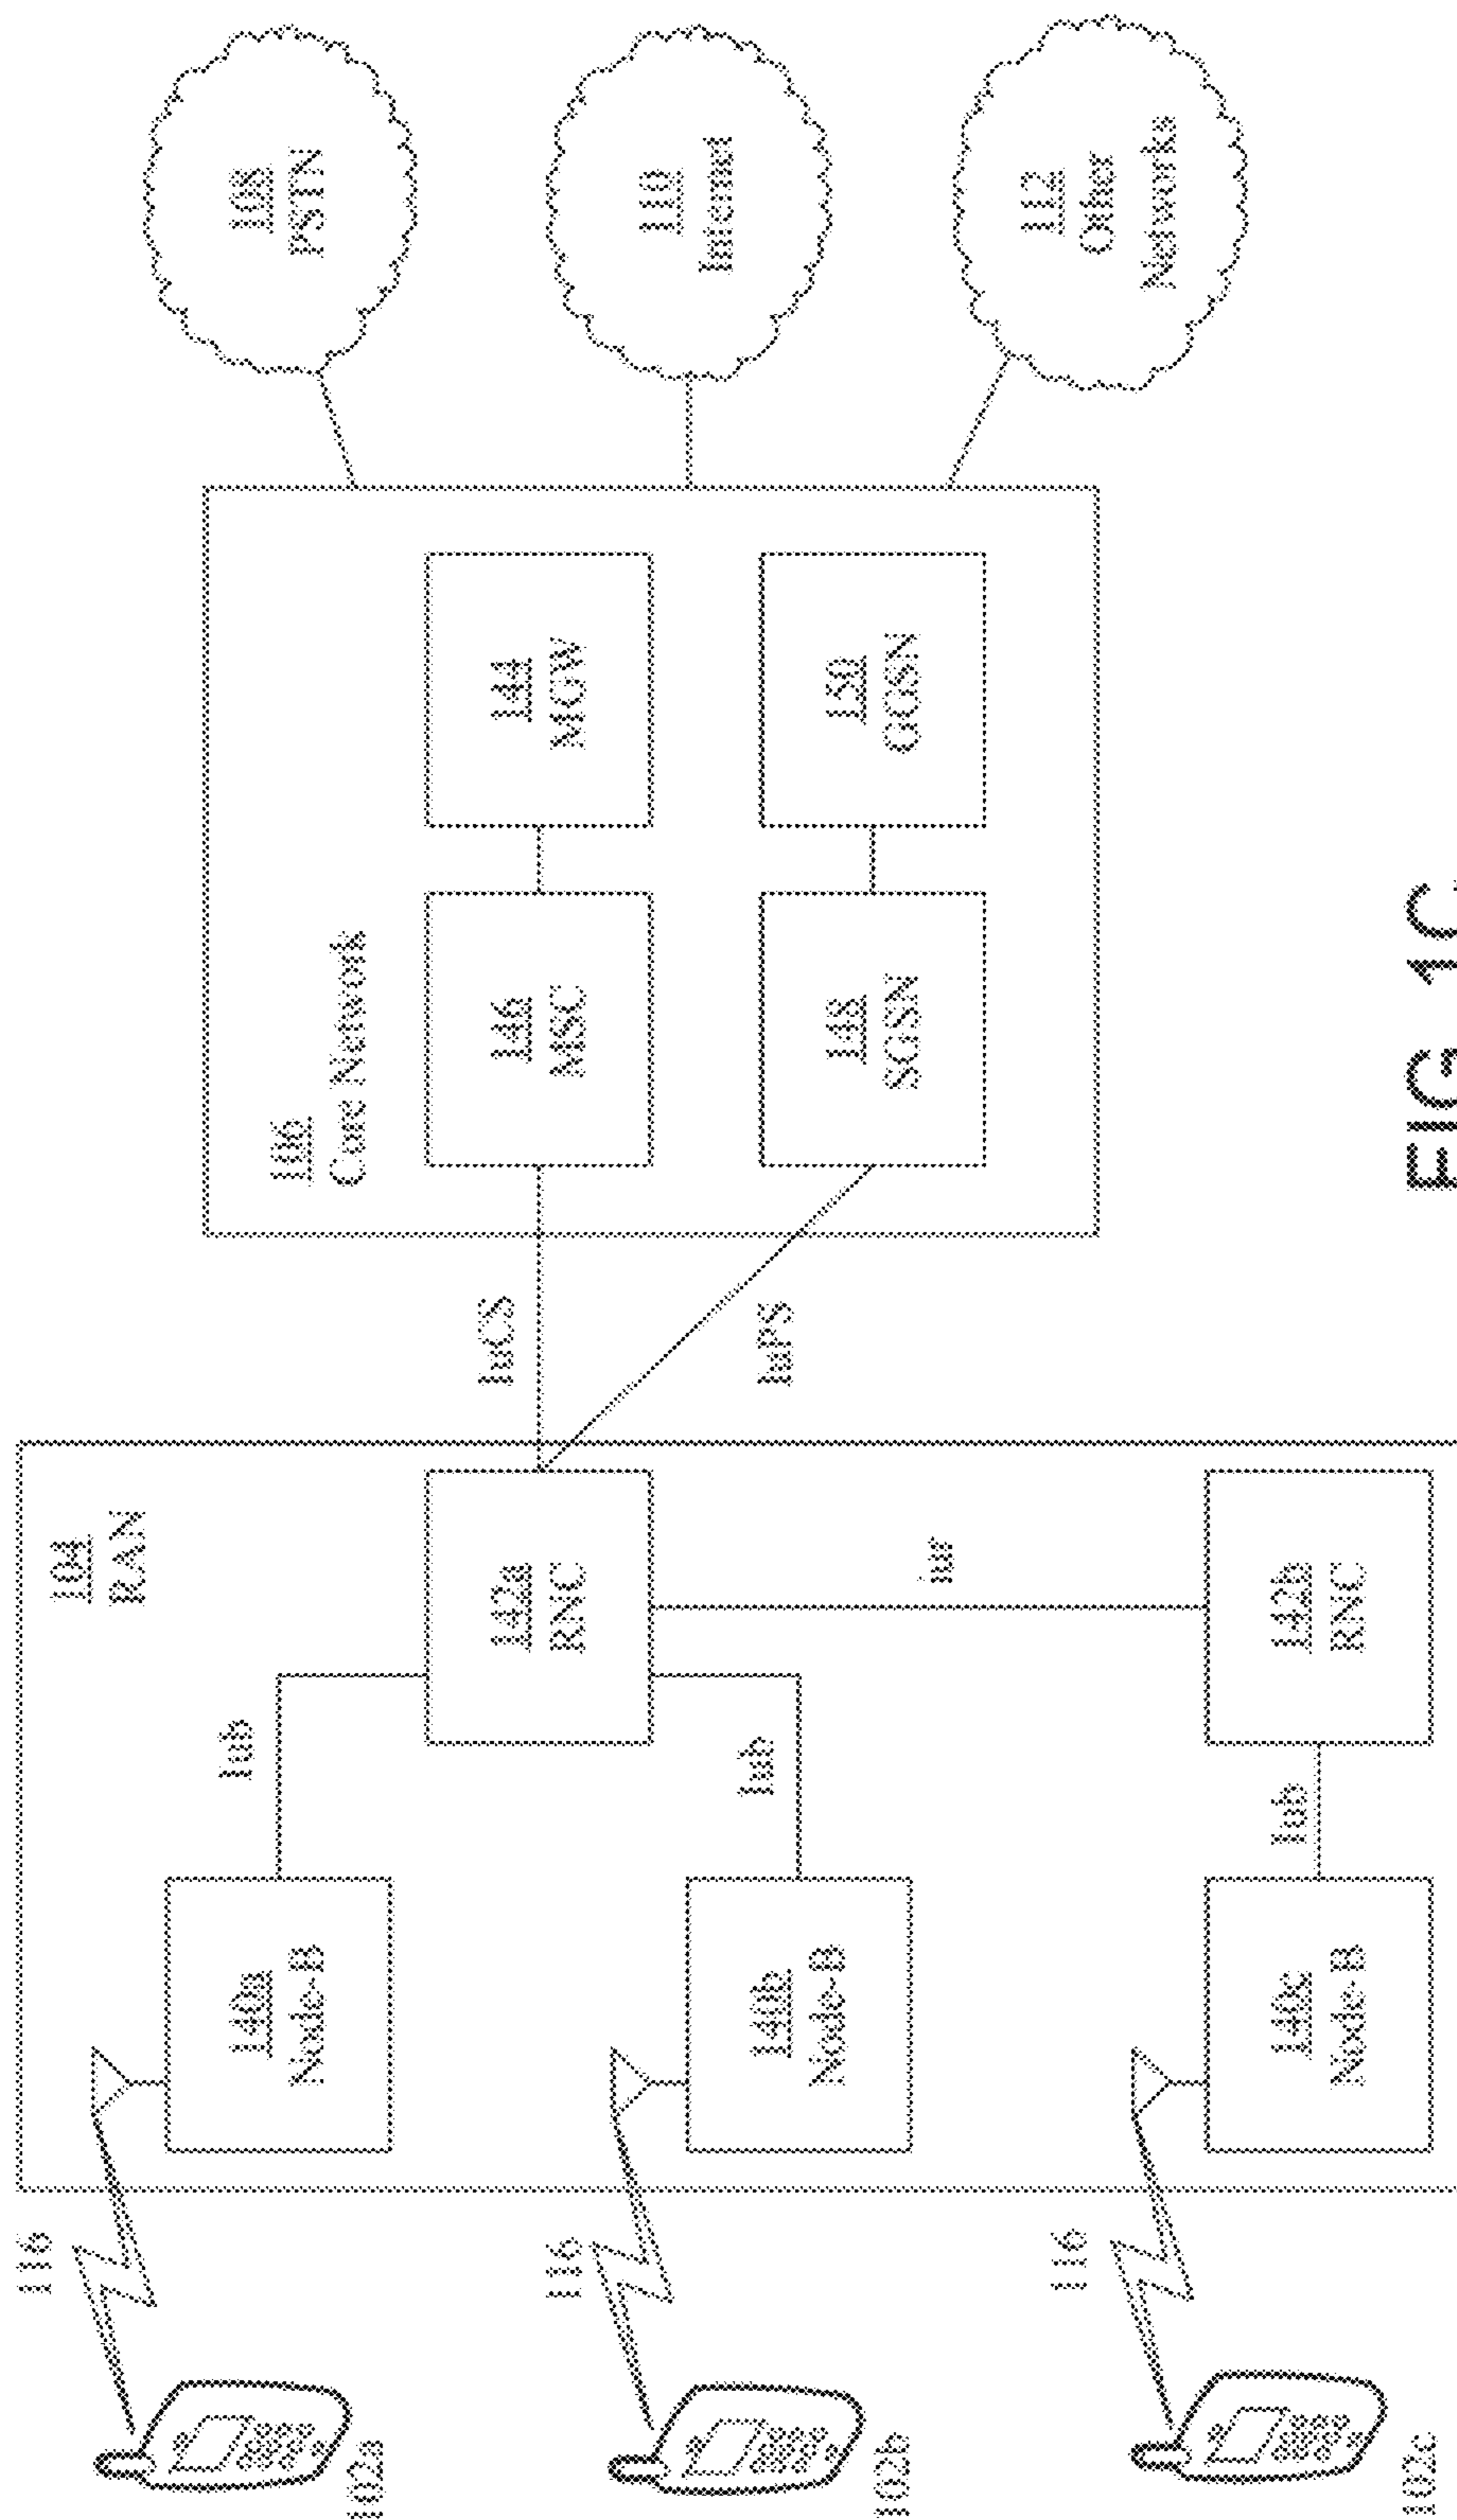 116
102a
116
102b
116
102c
104
RAN
140a
Node-B
140b
Node-B
140c
Node-B
Iub
Iub
Iub
142a
RNC
Iur
142b
RNC
IuCS
IuPS
106
Core Network
146
MSC
144
MGW
148
SGSN
150
GGSN
108
PSTN
110
Internet
112
Other
Networks
FIG. 1C